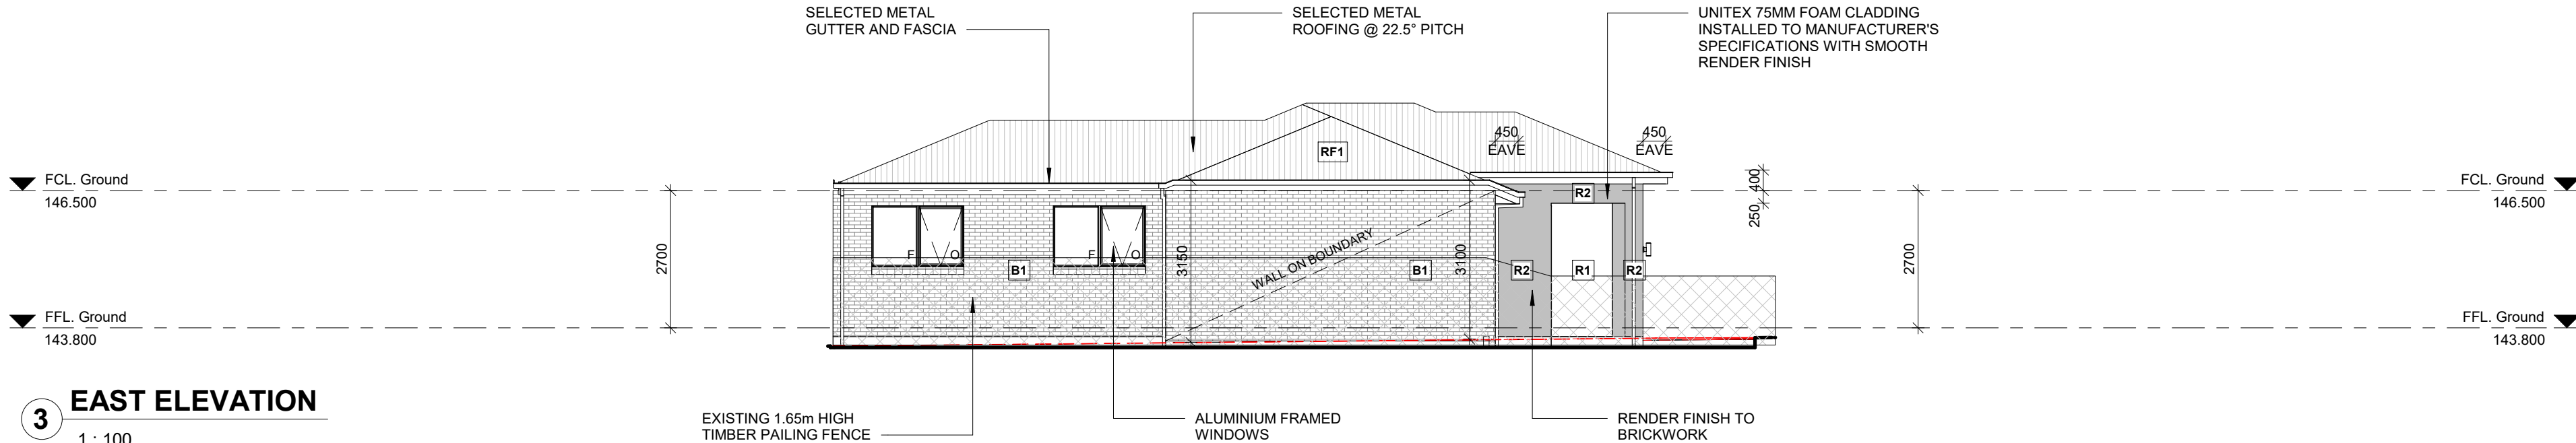 SELECTED METAL
GUTTER AND FASCIA
SELECTED METAL
ROOFING @ 22.5° PITCH
UNITEX 75MM FOAM CLADDING
INSTALLED TO MANUFACTURER'S
SPECIFICATIONS WITH SMOOTH
RENDER FINISH
450
EAVE
450
EAVE
RF1
FCL. Ground
146.500
400
FCL. Ground
146.500
R2
250
2700
F
O
F
O
B1
3150
WALL ON BOUNDARY
B1
3100
R2
R1
R2
2700
FFL. Ground
143.800
FFL. Ground
143.800
3
EAST ELEVATION
1 : 100
EXISTING 1.65m HIGH
TIMBER PAILING FENCE
ALUMINIUM FRAMED
WINDOWS
RENDER FINISH TO
BRICKWORK